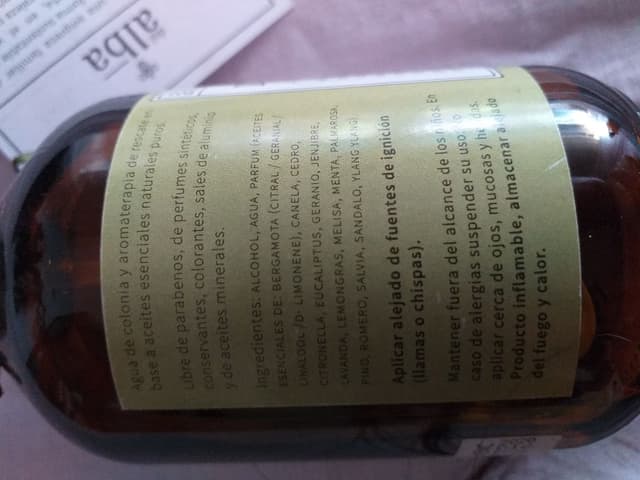 alba
Agua de colonia y aromaterapia de rescate en
base a aceites esenciales naturales puros.
Libre de parabenos, de perfumes sintéticos,
conservantes, colorantes, sales de aluminio
y de aceites minerales.
Ingredientes: ALCOHOL, AGUA, PARFUM (ACEITES
ESENCIALES DE: BERGAMOTA (CITRAL / GERANIAL /
LINALOOL /D- LIMONENE), CANELA, CEDRO,
CITRONELLA, EUCALIPTUS, GERANIO, JENJIBRE,
LAVANDA, LEMONGRAS, MELISA, MENTA, PALMAROSA,
PINO, ROMERO, SALVIA, SANDALO, YLANG YLANG)
Aplicar alejado de fuentes de ignición
(llamas o chispas).
Mantener fuera del alcance de los niños. En
caso de alergias suspender su uso, no
aplicar cerca de ojos, mucosas y heridas.
Producto inflamable, almacenar alejado
del fuego y calor.